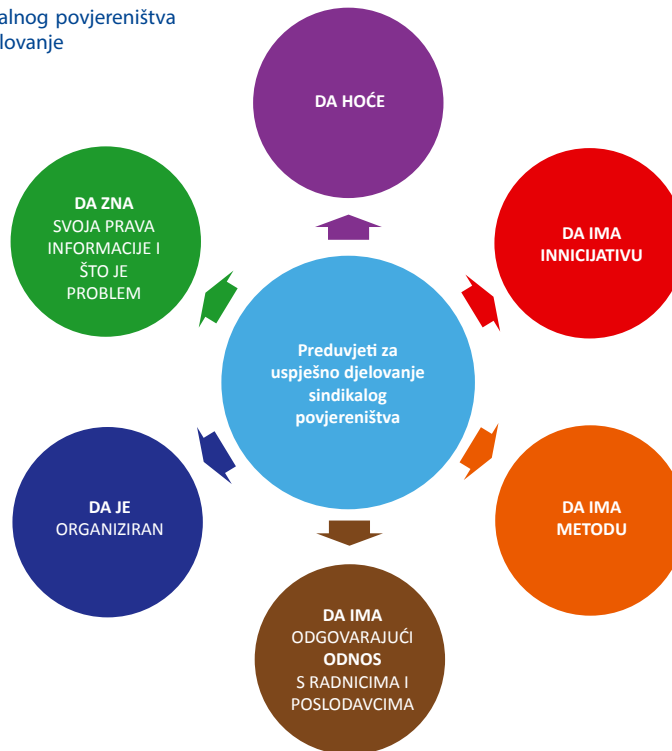 alnog povjereništva
lovanje
DA HOĆE
DA ZNA
SVOJA PRAVA
INFORMACIJE I
ŠTO JE
PROBLEM
DA IMA
INNICIJATIVU
Preduvjeti za
uspješno djelovanje
sindikalog
povjereništva
DA JE
ORGANIZIRAN
DA IMA
METODU
DA IMA
ODGOVARAJUĆI
ODNOS
S RADNICIMA I
POSLODAVCIMA